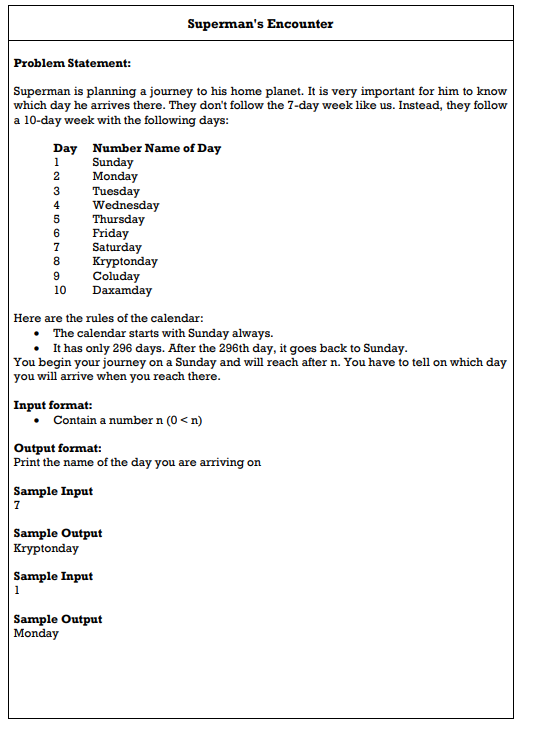 Superman's Encounter
Problem Statement:
Superman is planning a journey to his home planet. It is very important for him to know
which day he arrives there. They don't follow the 7-day week like us. Instead, they follow
a 10-day week with the following days:
Day Number Name of Day
1 Sunday
2 Monday
3 Tuesday
4 Wednesday
5 Thursday
6 Friday
7 Saturday
8 Kryptonday
9 Coluday
10 Daxamday
Here are the rules of the calendar:
• The calendar starts with Sunday always.
• It has only 296 days. After the 296th day, it goes back to Sunday.
You begin your journey on a Sunday and will reach after n. You have to tell on which day
you will arrive when you reach there.
Input format:
• Contain a number n (0 < n)
Output format:
Print the name of the day you are arriving on
Sample Input
7
Sample Output
Kryptonday
Sample Input
1
Sample Output
Monday